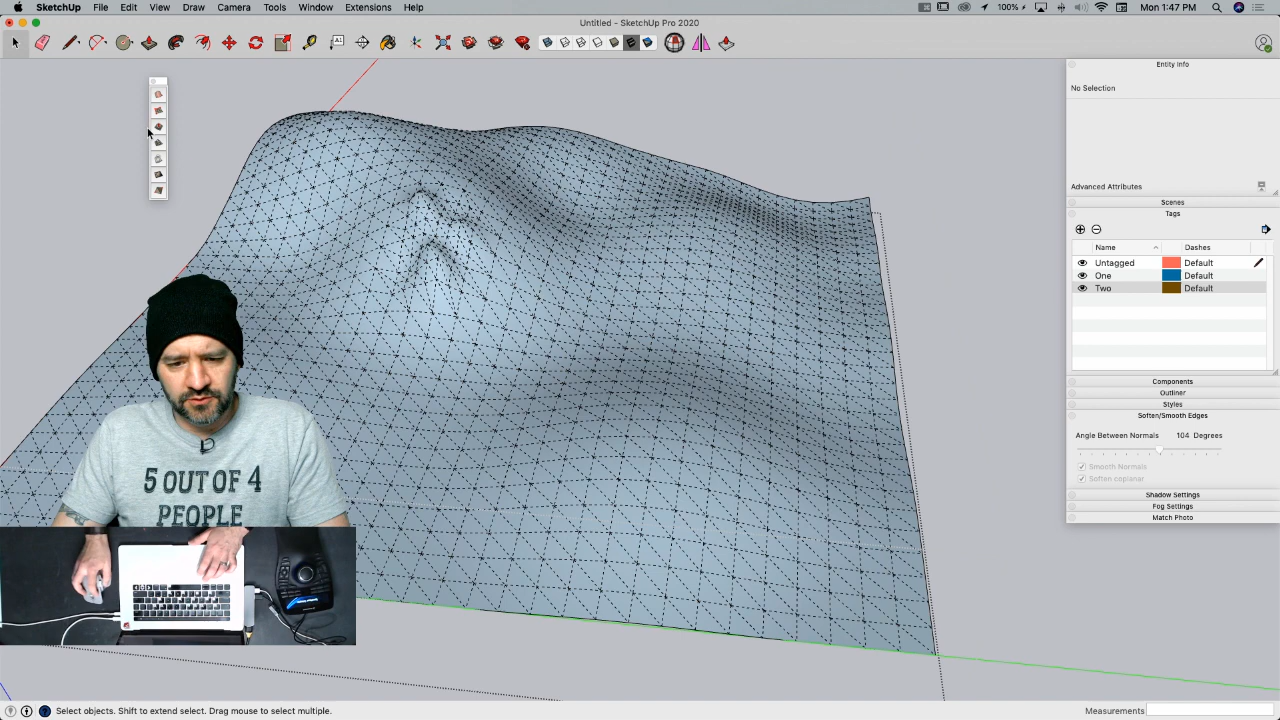 SketchUp File Edit View Draw Camera Tools Window Extensions Help 100% Mon 1:47 PM
Untitled - SketchUp Pro 2020
Entity Info
No Selection
Advanced Attributes
Scenes
Tags
Name Dashes
Untagged Default
One Default
Two Default
Components
Outliner
Styles
Soften/Smooth Edges
Angle Between Normals 104 Degrees
Smooth Normals
Soften coplanar
Shadow Settings
Fog Settings
Match Photo
5 OUT OF 4
PEOPLE
Select objects. Shift to extend select. Drag mouse to select multiple. Measurements